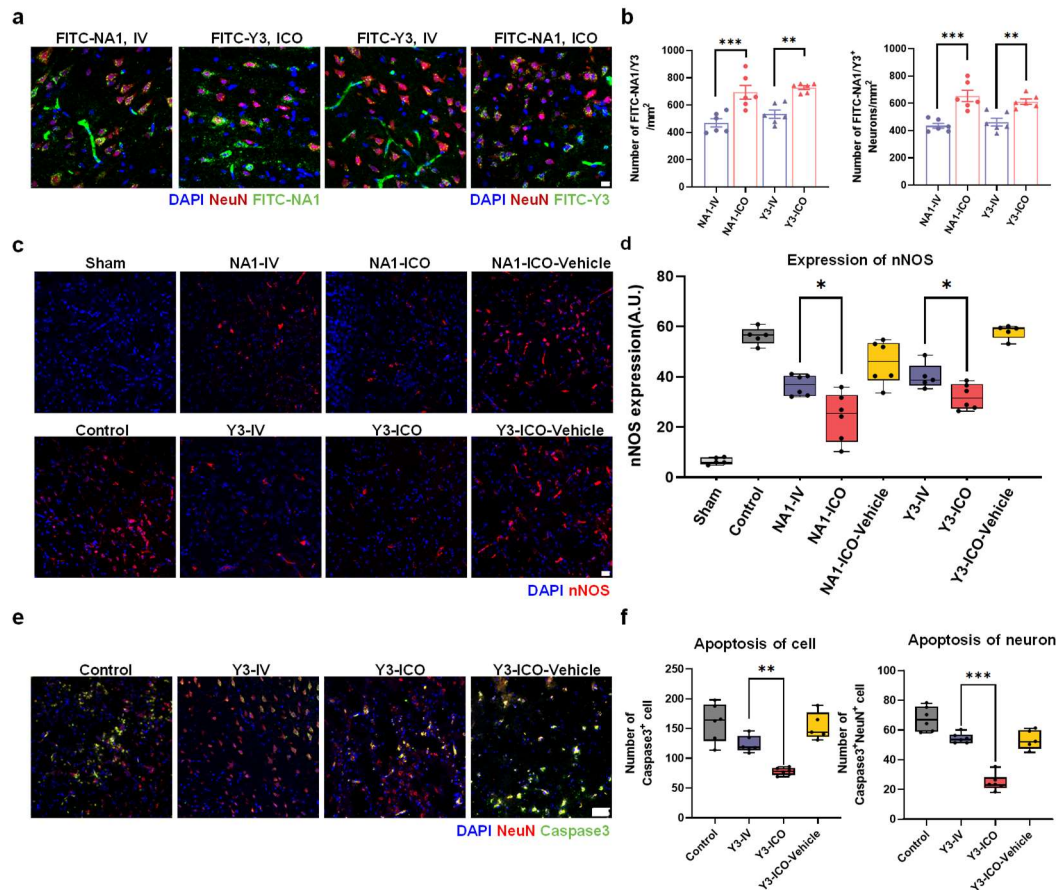 a
FITC-NA1, IV
FITC-Y3, ICO
FITC-Y3, IV
FITC-NA1, ICO
DAPI NeuN FITC-NA1
DAPI NeuN FITC-Y3
b
Number of FITC-NA1/Y3
/mm²
1000
800
600
400
200
0
***
**
NA1-IV
NA1-ICO
Y3-IV
Y3-ICO
Number of FITC-NA1/Y3⁺
Neurons/mm²
1000
800
600
400
200
0
***
**
NA1-IV
NA1-ICO
Y3-IV
Y3-ICO
c
Sham
NA1-IV
NA1-ICO
NA1-ICO-Vehicle
Control
Y3-IV
Y3-ICO
Y3-ICO-Vehicle
DAPI nNOS
d
Expression of nNOS
nNOS expression(A.U.)
80
60
40
20
0
*
*
Sham
Control
NA1-IV
NA1-ICO
NA1-ICO-Vehicle
Y3-IV
Y3-ICO
Y3-ICO-Vehicle
e
Control
Y3-IV
Y3-ICO
Y3-ICO-Vehicle
DAPI NeuN Caspase3
f
Apoptosis of cell
Number of
Caspase3⁺ cell
250
200
150
100
50
0
**
Control
Y3-IV
Y3-ICO
Y3-ICO-Vehicle
Apoptosis of neuron
Number of
Caspase3⁺NeuN⁺ cell
100
80
60
40
20
0
***
Control
Y3-IV
Y3-ICO
Y3-ICO-Vehicle